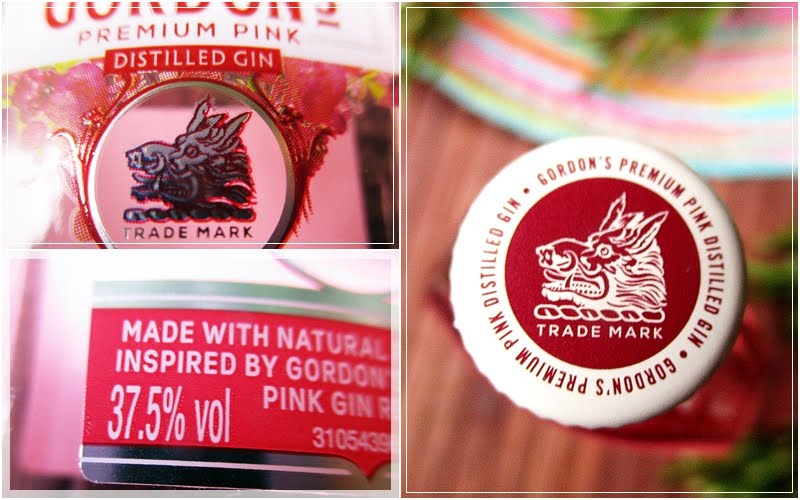 GORDON'S
PREMIUM PINK
DISTILLED GIN
TRADE MARK
MADE WITH NATURAL
INSPIRED BY GORDON'
PINK GIN R
37.5% vol
3105439
GORDON'S PREMIUM PINK DISTILLED GIN • GORDON'S PREMIUM PINK DISTILLED GIN •
TRADE MARK